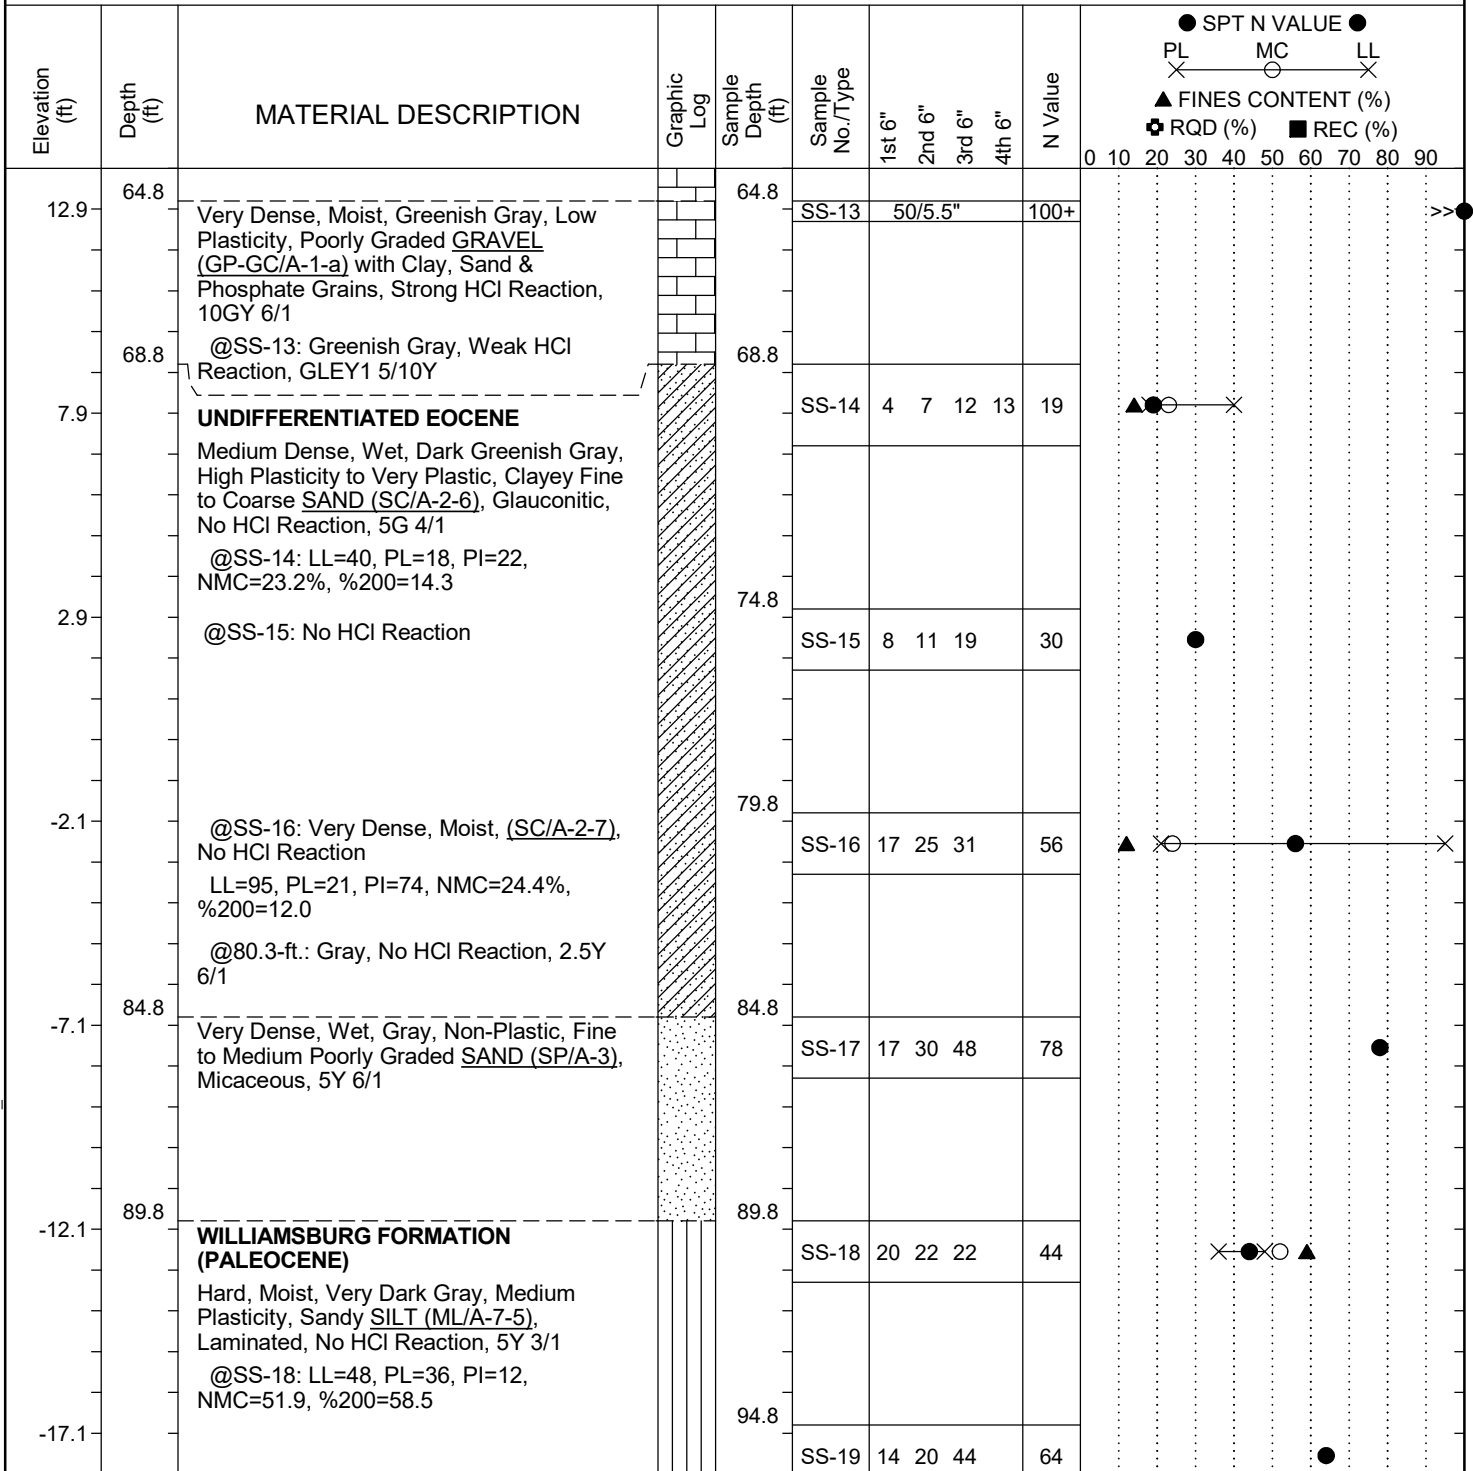 Elevation (ft)
Depth (ft)
MATERIAL DESCRIPTION
Graphic Log
Sample Depth (ft)
Sample No./Type
1st 6"
2nd 6"
3rd 6"
4th 6"
N Value
● SPT N VALUE ●
PL MC LL
▲ FINES CONTENT (%)
RQD (%) ■ REC (%)
0 10 20 30 40 50 60 70 80 90
64.8 64.8
12.9
SS-13 50/5.5" 100+ >>
Very Dense, Moist, Greenish Gray, Low
Plasticity, Poorly Graded GRAVEL
(GP-GC/A-1-a) with Clay, Sand &
Phosphate Grains, Strong HCl Reaction,
10GY 6/1
@SS-13: Greenish Gray, Weak HCl
Reaction, GLEY1 5/10Y
68.8 68.8
7.9
SS-14 4 7 12 13 19
UNDIFFERENTIATED EOCENE
Medium Dense, Wet, Dark Greenish Gray,
High Plasticity to Very Plastic, Clayey Fine
to Coarse SAND (SC/A-2-6), Glauconitic,
No HCl Reaction, 5G 4/1
@SS-14: LL=40, PL=18, PI=22,
NMC=23.2%, %200=14.3
74.8
2.9
@SS-15: No HCl Reaction
SS-15 8 11 19 30
79.8
-2.1
@SS-16: Very Dense, Moist, (SC/A-2-7),
No HCl Reaction
SS-16 17 25 31 56
LL=95, PL=21, PI=74, NMC=24.4%,
%200=12.0
@80.3-ft.: Gray, No HCl Reaction, 2.5Y
6/1
84.8 84.8
-7.1
Very Dense, Wet, Gray, Non-Plastic, Fine
to Medium Poorly Graded SAND (SP/A-3),
Micaceous, 5Y 6/1
SS-17 17 30 48 78
89.8 89.8
-12.1
WILLIAMSBURG FORMATION
(PALEOCENE)
SS-18 20 22 22 44
Hard, Moist, Very Dark Gray, Medium
Plasticity, Sandy SILT (ML/A-7-5),
Laminated, No HCl Reaction, 5Y 3/1
@SS-18: LL=48, PL=36, PI=12,
NMC=51.9, %200=58.5
94.8
-17.1
SS-19 14 20 44 64